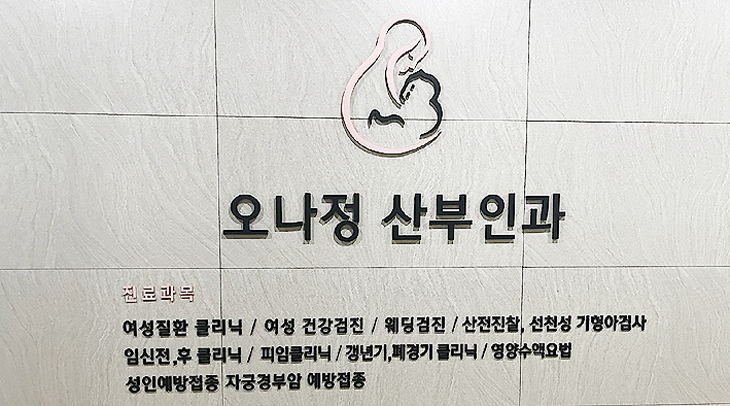 오나정 산부인과
진료과목
여성질환 클리닉 / 여성 건강검진 / 웨딩검진 / 산전진찰, 선천성 기형아검사
임신전,후 클리닉 / 피임클리닉 / 갱년기,폐경기 클리닉 / 영양수액요법
성인예방접종 자궁경부암 예방접종